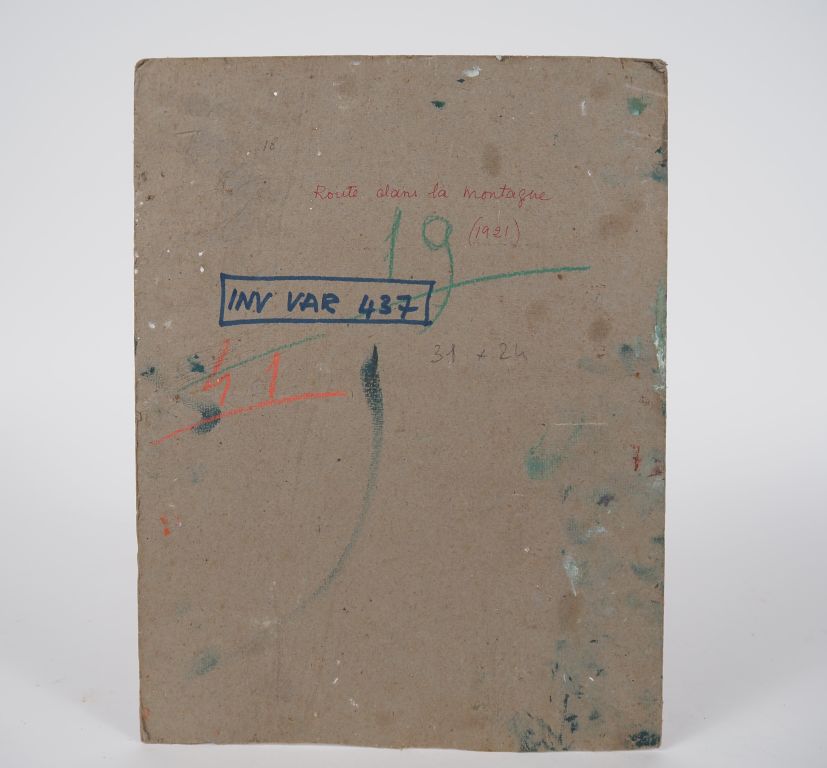 18
Route dans la montagne
19
(1921)
INV VAR 437
31 x 24
41